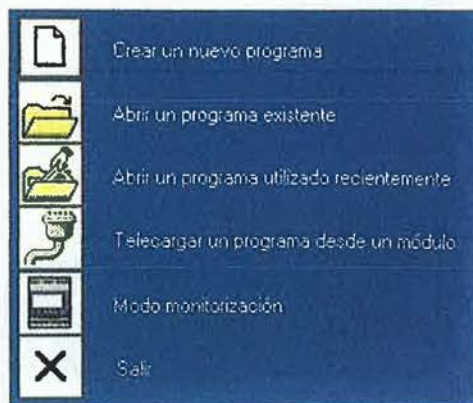 Crear un nuevo programa
Abrir un programa existente
Abrir un programa utilizado recientemente
Telecargar un programa desde un módulo
Modo monitorización
Salir